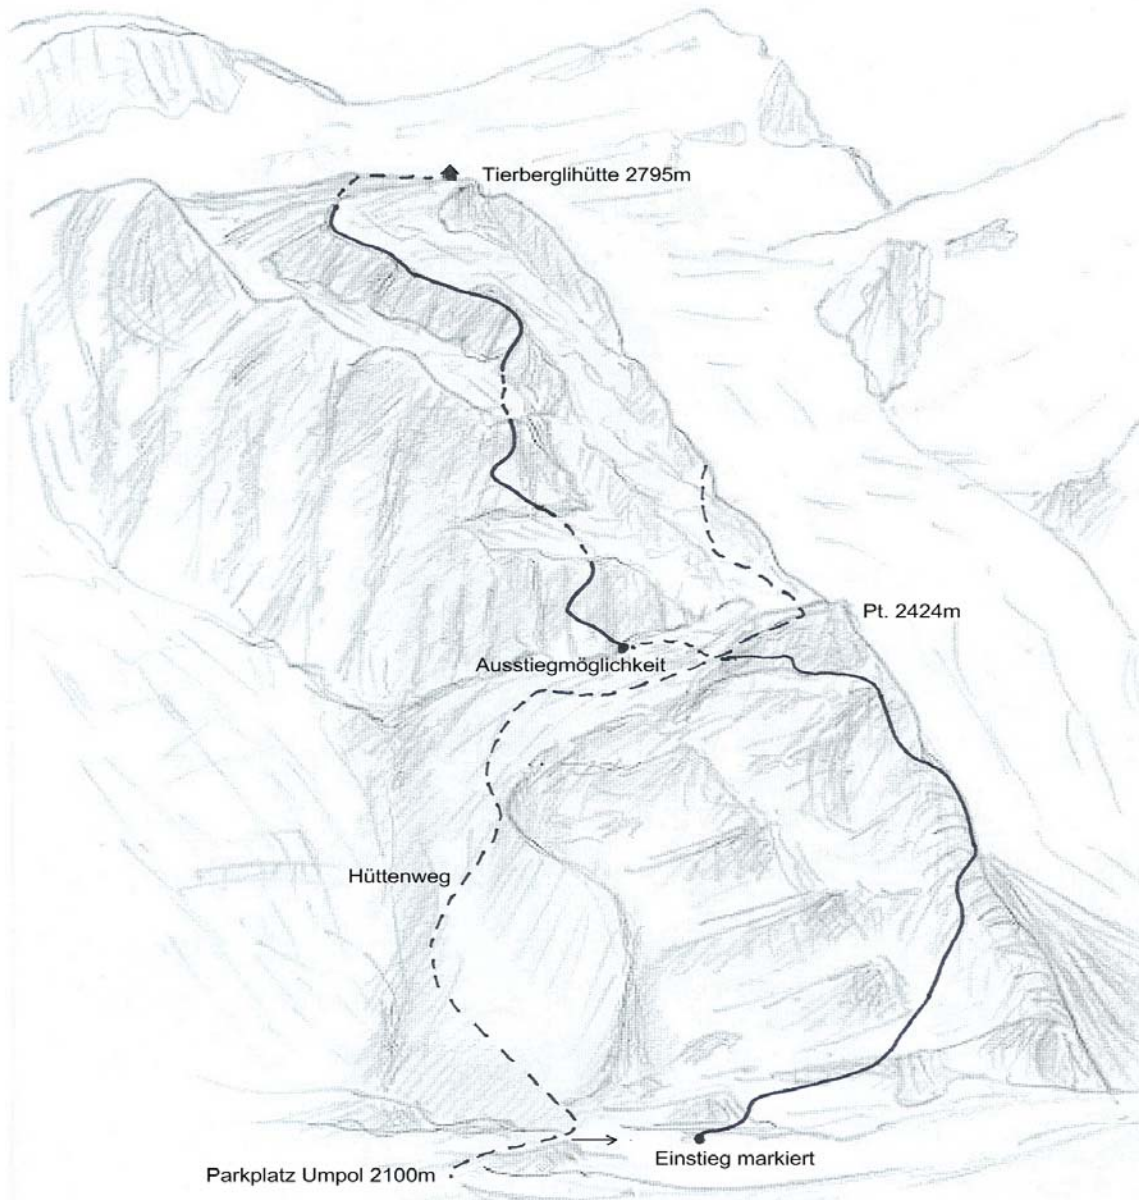 Tierberglihütte 2795m
Pt. 2424m
Ausstiegmöglichkeit
Hüttenweg
Einstieg markiert
Parkplatz Umpol 2100m